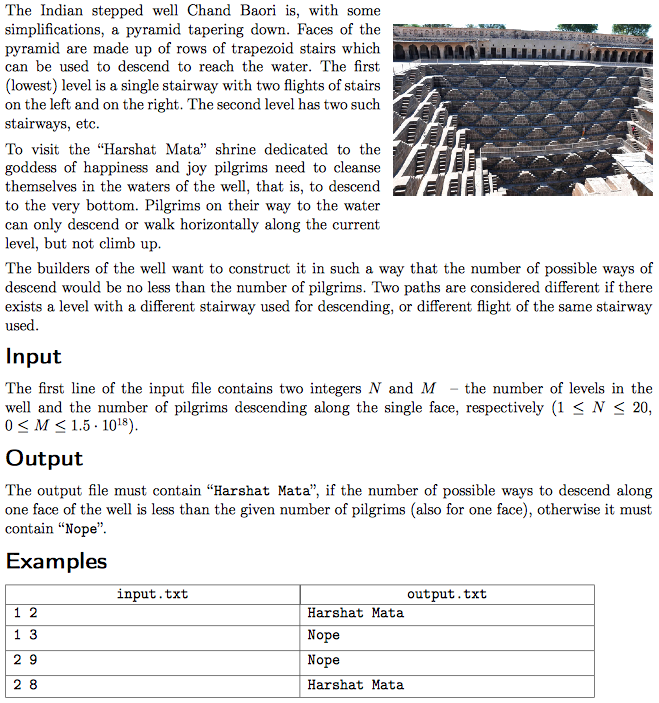 The Indian stepped well Chand Baori is, with some
simplifications, a pyramid tapering down. Faces of the
pyramid are made up of rows of trapezoid stairs which
can be used to descend to reach the water. The first
(lowest) level is a single stairway with two flights of stairs
on the left and on the right. The second level has two such
stairways, etc.
To visit the “Harshat Mata” shrine dedicated to the
goddess of happiness and joy pilgrims need to cleanse
themselves in the waters of the well, that is, to descend
to the very bottom. Pilgrims on their way to the water
can only descend or walk horizontally along the current
level, but not climb up.
The builders of the well want to construct it in such a way that the number of possible ways of
descend would be no less than the number of pilgrims. Two paths are considered different if there
exists a level with a different stairway used for descending, or different flight of the same stairway
used.
Input
The first line of the input file contains two integers N and M – the number of levels in the
well and the number of pilgrims descending along the single face, respectively (1 ≤ N ≤ 20,
0 ≤ M ≤ 1.5 · 10¹⁸).
Output
The output file must contain “Harshat Mata”, if the number of possible ways to descend along
one face of the well is less than the given number of pilgrims (also for one face), otherwise it must
contain “Nope”.
Examples
input.txt output.txt
1 2 Harshat Mata
1 3 Nope
2 9 Nope
2 8 Harshat Mata